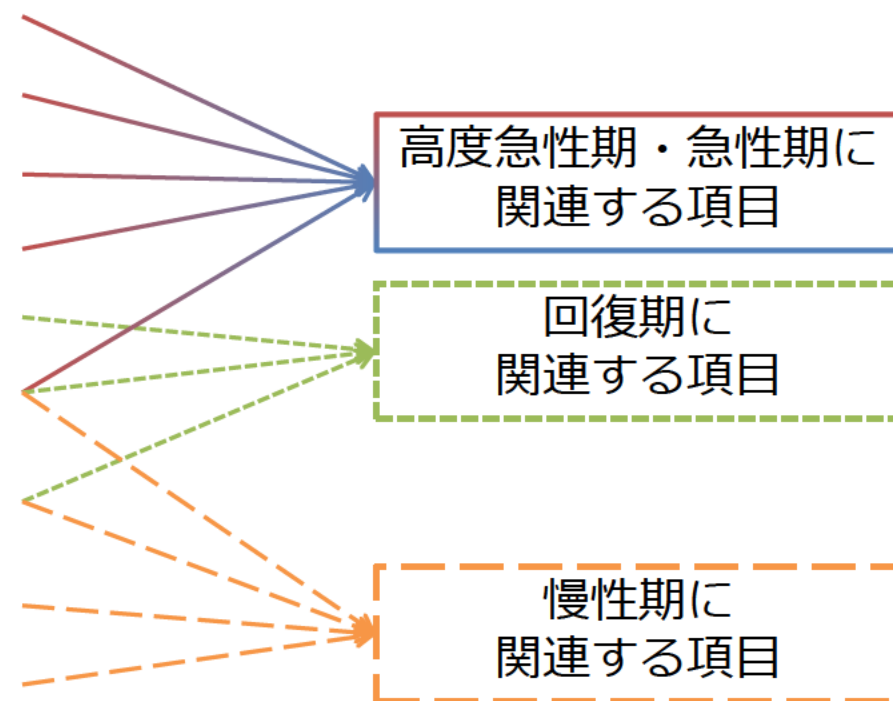 高度急性期・急性期に
関連する項目
回復期に
関連する項目
慢性期に
関連する項目